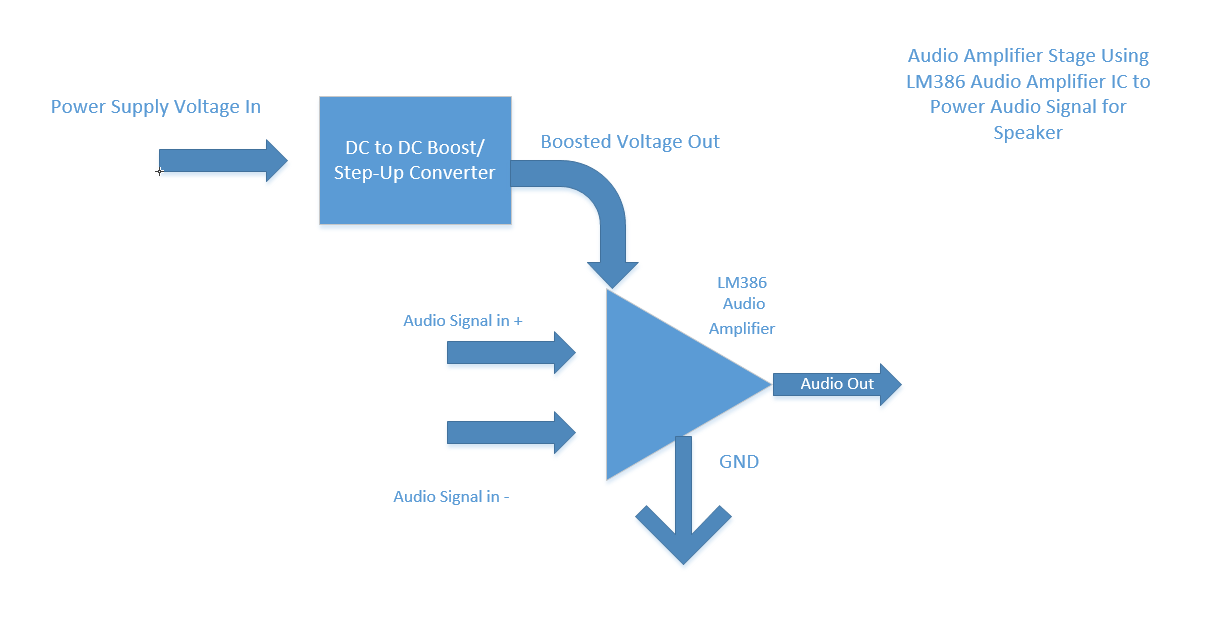 Audio Amplifier Stage Using
LM386 Audio Amplifier IC to
Power Audio Signal for
Speaker
Power Supply Voltage In
DC to DC Boost/
Step-Up Converter
Boosted Voltage Out
LM386
Audio
Amplifier
Audio Signal in +
Audio Out
GND
Audio Signal in -